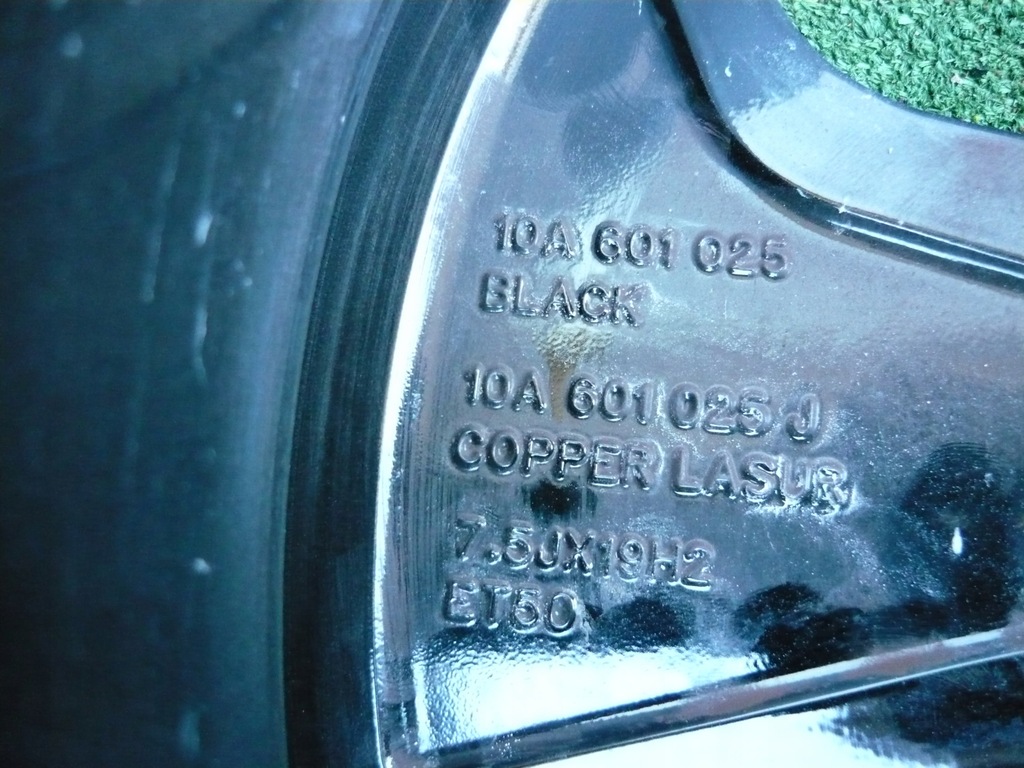 10A 601 025
BLACK
10A 601 025 J
COPPER LASUR
7.5JX19H2
ET50